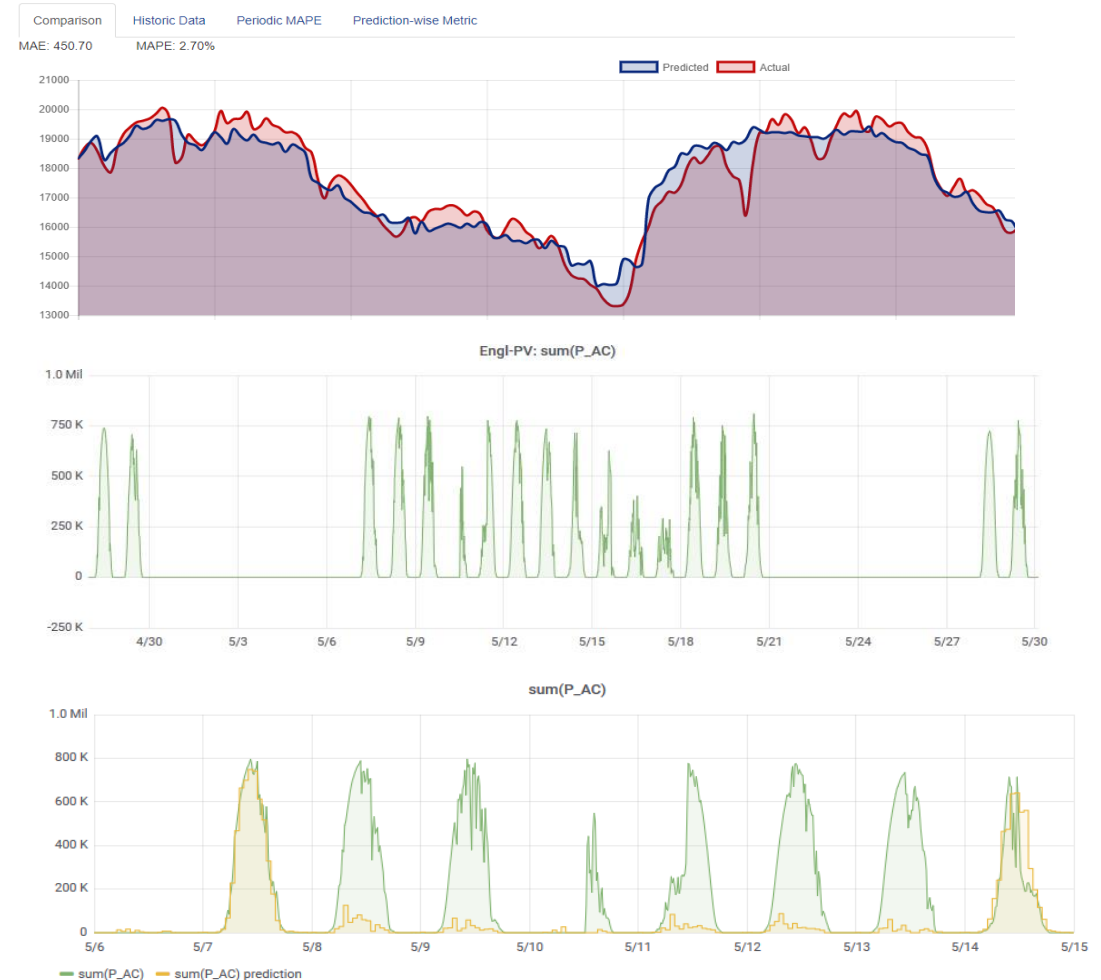 Comparison Historic Data Periodic MAPE Prediction-wise Metric
MAE: 450.70 MAPE: 2.70%
Predicted Actual
21000
20000
19000
18000
17000
16000
15000
14000
13000
Engl-PV: sum(P_AC)
1.0 Mil
750 K
500 K
250 K
0
-250 K
4/30 5/3 5/6 5/9 5/12 5/15 5/18 5/21 5/24 5/27 5/30
sum(P_AC)
1.0 Mil
800 K
600 K
400 K
200 K
0
5/6 5/7 5/8 5/9 5/10 5/11 5/12 5/13 5/14 5/15
sum(P_AC) sum(P_AC) prediction